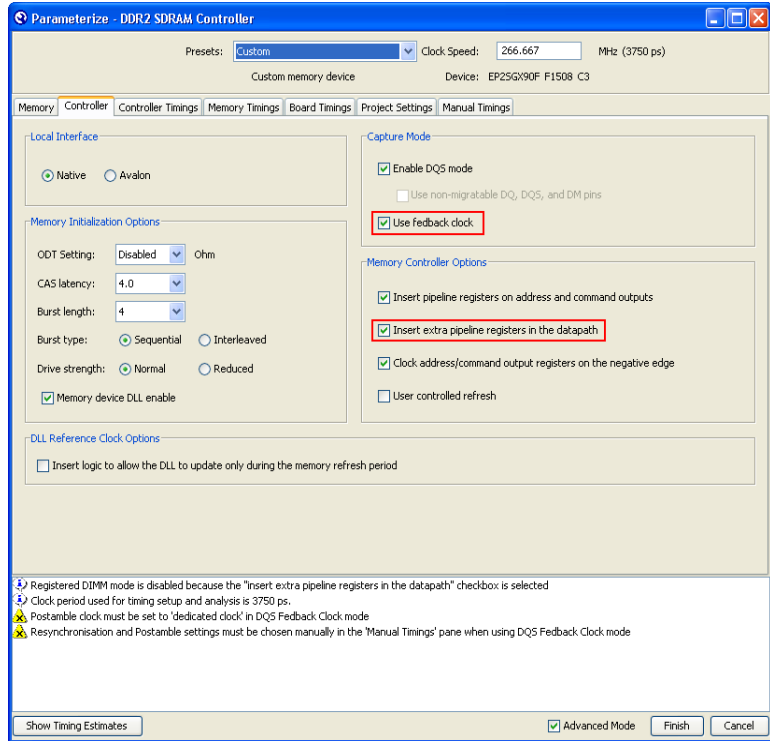 Parameterize - DDR2 SDRAM Controller
Presets: Custom Clock Speed: 266.667 MHz (3750 ps)
Custom memory device Device: EP2SGX90F F1508 C3
Memory Controller Controller Timings Memory Timings Board Timings Project Settings Manual Timings
Local Interface
Native Avalon
Memory Initialization Options
ODT Setting: Disabled Ohm
CAS latency: 4.0
Burst length: 4
Burst type: Sequential Interleaved
Drive strength: Normal Reduced
Memory device DLL enable
Capture Mode
Enable DQS mode
Use non-migratable DQ, DQS, and DM pins
Use fedback clock
Memory Controller Options
Insert pipeline registers on address and command outputs
Insert extra pipeline registers in the datapath
Clock address/command output registers on the negative edge
User controlled refresh
DLL Reference Clock Options
Insert logic to allow the DLL to update only during the memory refresh period
Registered DIMM mode is disabled because the "insert extra pipeline registers in the datapath" checkbox is selected
Clock period used for timing setup and analysis is 3750 ps.
Postamble clock must be set to 'dedicated clock' in DQS Fedback Clock mode
Resynchronisation and Postamble settings must be chosen manually in the 'Manual Timings' pane when using DQS Fedback Clock mode
Show Timing Estimates Advanced Mode Finish Cancel